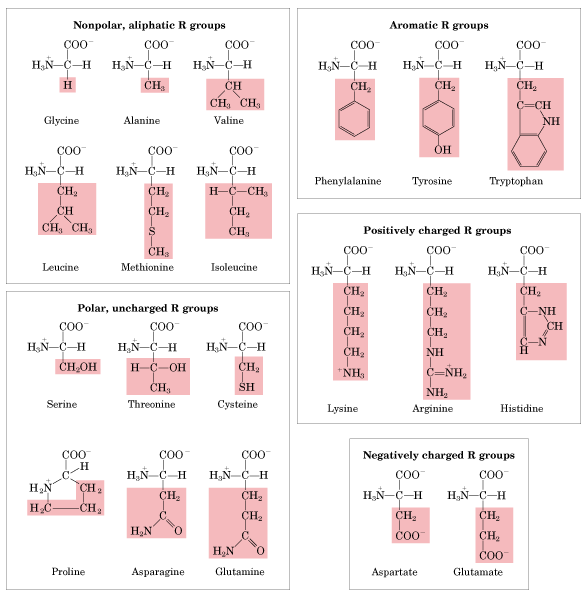 Nonpolar, aliphatic R groups
COO⁻ COO⁻ COO⁻
H₃N⁺—C—H H₃N⁺—C—H H₃N⁺—C—H
H CH₃ CH
CH₃ CH₃
Glycine Alanine Valine
COO⁻ COO⁻ COO⁻
H₃N⁺—C—H H₃N⁺—C—H H₃N⁺—C—H
CH₂ CH₂ H—C—CH₃
CH CH₂ CH₂
CH₃ CH₃ S CH₃
CH₃
Leucine Methionine Isoleucine
Aromatic R groups
COO⁻ COO⁻ COO⁻
H₃N⁺—C—H H₃N⁺—C—H H₃N⁺—C—H
CH₂ CH₂ CH₂
C=CH
NH
OH
Phenylalanine Tyrosine Tryptophan
Positively charged R groups
COO⁻ COO⁻ COO⁻
H₃N⁺—C—H H₃N⁺—C—H H₃N⁺—C—H
CH₂ CH₂ CH₂
CH₂ CH₂ C—NH
CH₂ CH₂ CH
CH₂ NH C—N
⁺NH₃ C=N⁺H₂ H
NH₂
Lysine Arginine Histidine
Polar, uncharged R groups
COO⁻ COO⁻ COO⁻
H₃N⁺—C—H H₃N⁺—C—H H₃N⁺—C—H
CH₂OH H—C—OH CH₂
CH₃ SH
Serine Threonine Cysteine
COO⁻ COO⁻ COO⁻
C H H₃N⁺—C—H H₃N⁺—C—H
H₂N⁺ CH₂ CH₂ CH₂
H₂C CH₂ C CH₂
H₂N O C
H₂N O
Proline Asparagine Glutamine
Negatively charged R groups
COO⁻ COO⁻
H₃N⁺—C—H H₃N⁺—C—H
CH₂ CH₂
COO⁻ CH₂
COO⁻
Aspartate Glutamate